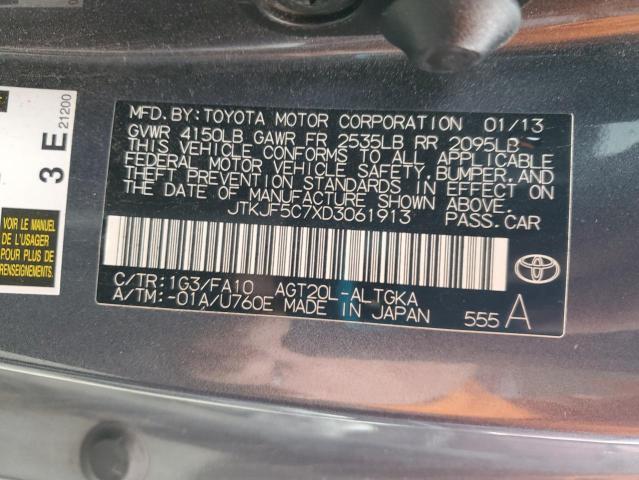 MFD.BY:TOYOTA MOTOR CORPORATION 01/13
GVWR 4150LB GAWR FR 2535LB RR 2095LB
THIS VEHICLE CONFORMS TO ALL APPLICABLE
FEDERAL MOTOR VEHICLE SAFETY,BUMPER,AND
THEFT PREVENTION STANDARDS IN EFFECT ON
THE DATE OF MANUFACTURE SHOWN ABOVE.
JTKJF5C7XD3061913 PASS.CAR
C/TR:1G3/FA10 AGT20L-ALTGKA
A/TM:-01A/U760E MADE IN JAPAN 555 A
TOYOTA
3 E
21200
VOIR LE MANUEL
DE L'USAGER
POUR PLUS DE
RENSEIGNEMENTS.